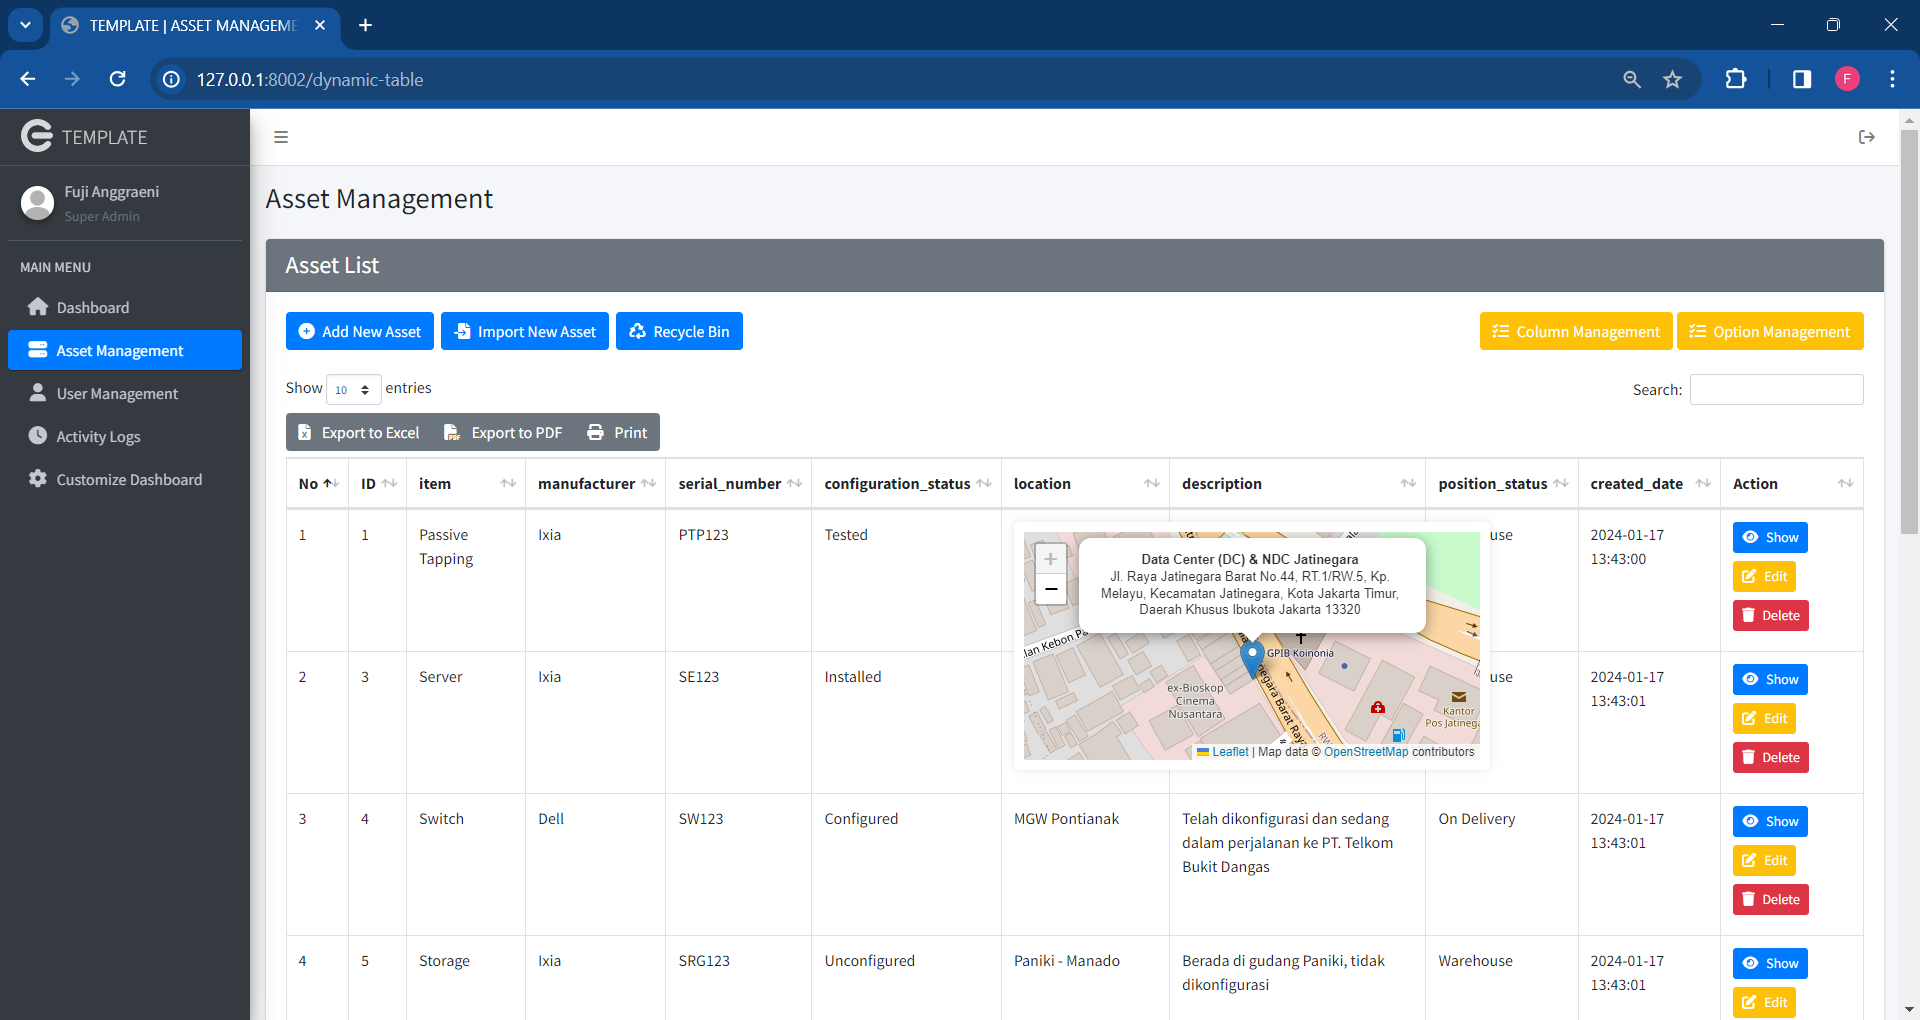 TEMPLATE | ASSET MANAGEME
127.0.0.1:8002/dynamic-table
F
TEMPLATE
Fuji Anggraeni
Super Admin
MAIN MENU
Dashboard
Asset Management
User Management
Activity Logs
Customize Dashboard
Asset Management
Asset List
Add New Asset Import New Asset Recycle Bin Column Management Option Management
Show 10 entries Search:
Export to Excel Export to PDF Print
No ID item manufacturer serial_number configuration_status location description position_status created_date Action
1 1 Passive Ixia PTP123 Tested use 2024-01-17 Show
Tapping 13:43:00
Edit
Delete
Data Center (DC) & NDC Jatinegara
Jl. Raya Jatinegara Barat No.44, RT.1/RW.5, Kp.
Melayu, Kecamatan Jatinegara, Kota Jakarta Timur,
Daerah Khusus Ibukota Jakarta 13320
+
−
lan Kebon Pa
GPIB Koinonia
ex-Bioskop
Cinema
Nusantara
negara Barat Raya
Kantor
Pos Jatinega
Leaflet | Map data © OpenStreetMap contributors
2 3 Server Ixia SE123 Installed use 2024-01-17 Show
13:43:01
Edit
Delete
3 4 Switch Dell SW123 Configured MGW Pontianak Telah dikonfigurasi dan sedang On Delivery 2024-01-17 Show
dalam perjalanan ke PT. Telkom 13:43:01
Bukit Dangas
Edit
Delete
4 5 Storage Ixia SRG123 Unconfigured Paniki - Manado Berada di gudang Paniki, tidak Warehouse 2024-01-17 Show
dikonfigurasi 13:43:01
Edit